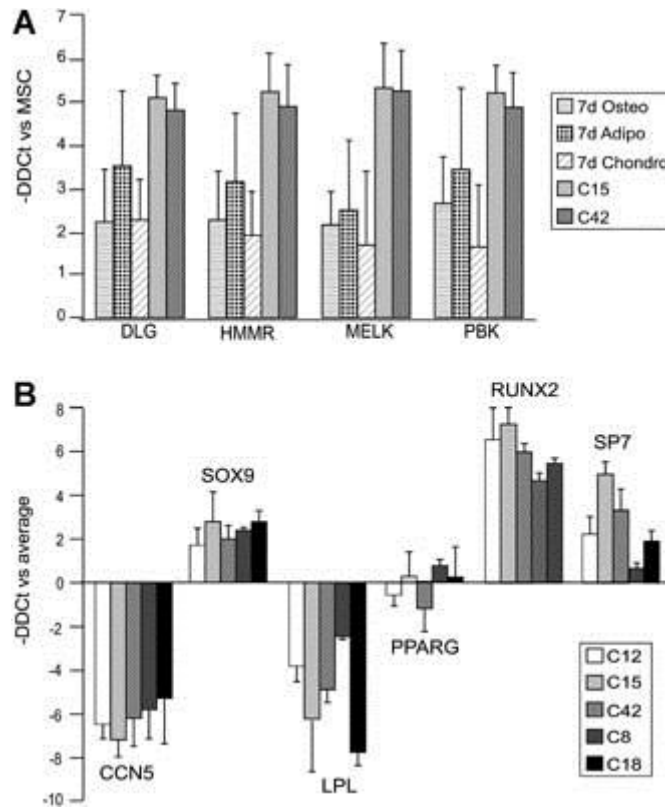 A
-DDCt vs MSC
7
6
5
4
3
2
1
0
DLG
HMMR
MELK
PBK
7d Osteo
7d Adipo
7d Chondro
C15
C42
B
-DDCt vs average
8
6
4
2
0
-2
-4
-6
-8
-10
CCN5
SOX9
LPL
PPARG
RUNX2
SP7
C12
C15
C42
C8
C18